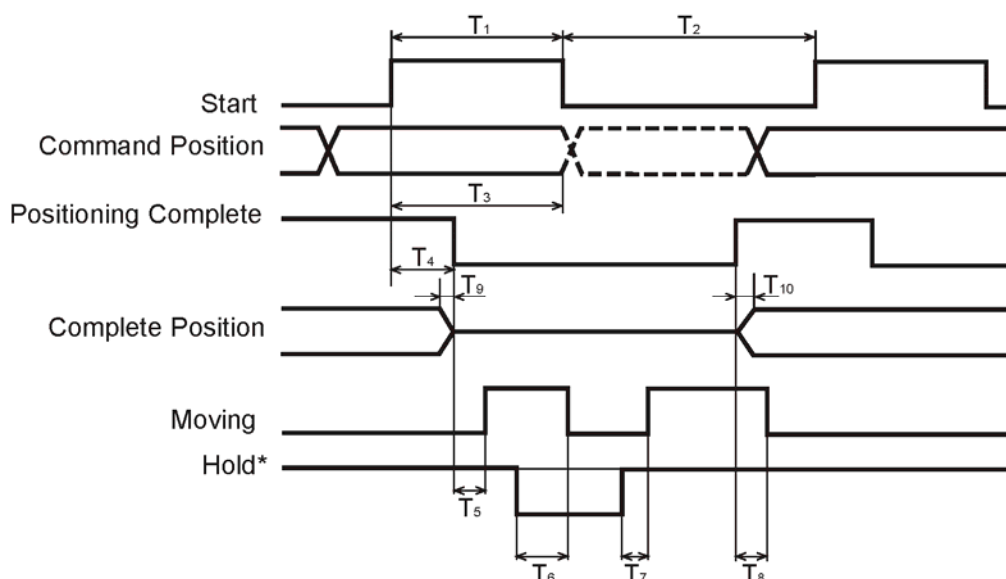 T₁
T₂
Start
Command Position
T₃
Positioning Complete
T₄
T₉
T₁₀
Complete Position
Moving
Hold*
T₅
T₆
T₇
T₈